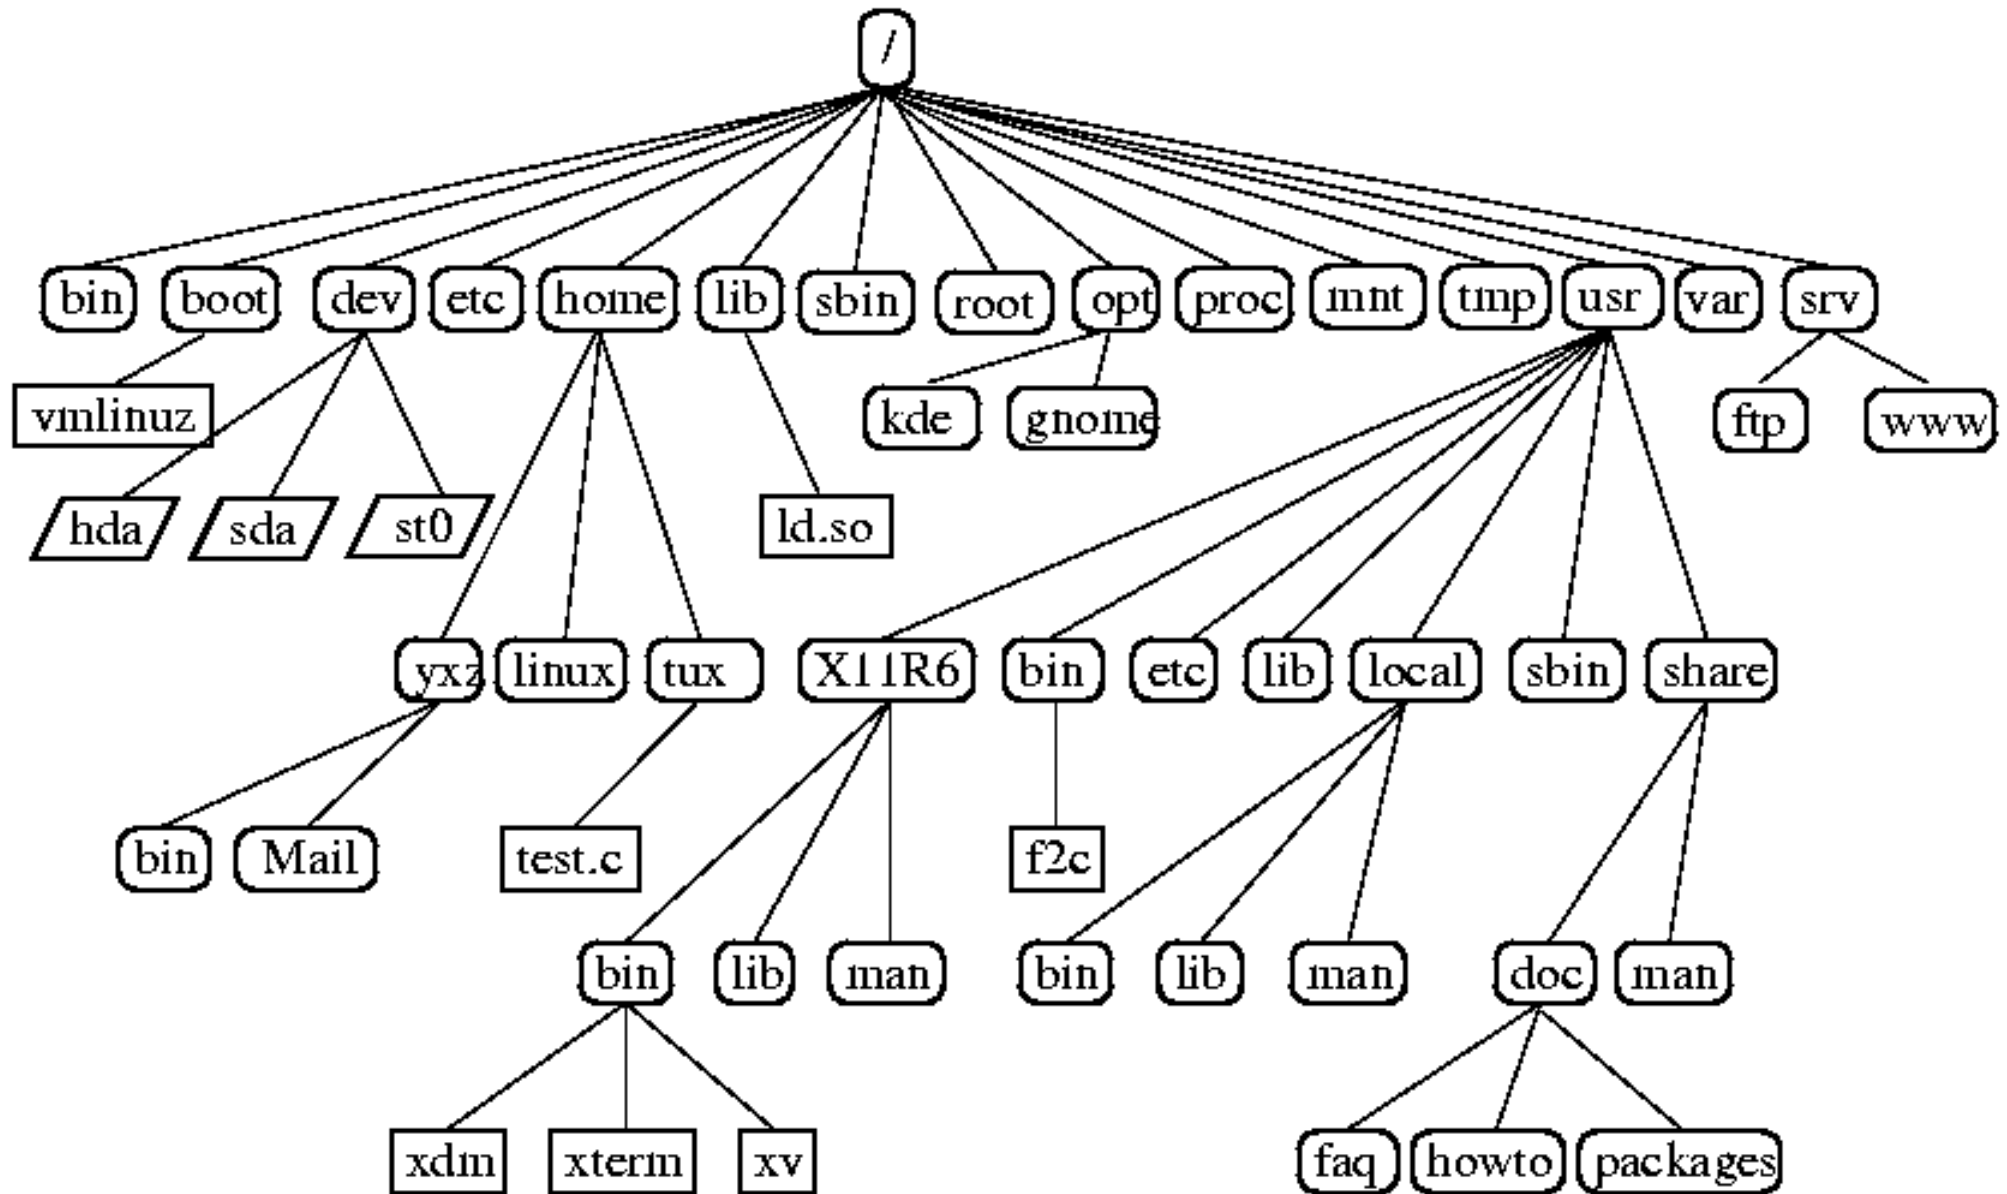 /
bin boot dev etc home lib sbin root opt proc mnt tmp usr var srv
vmlinuz kde gnome ftp www
hda sda st0 ld.so
yxz linux tux X11R6 bin etc lib local sbin share
bin Mail test.c f2c
bin lib man bin lib man doc man
xdm xterm xv faq howto packages